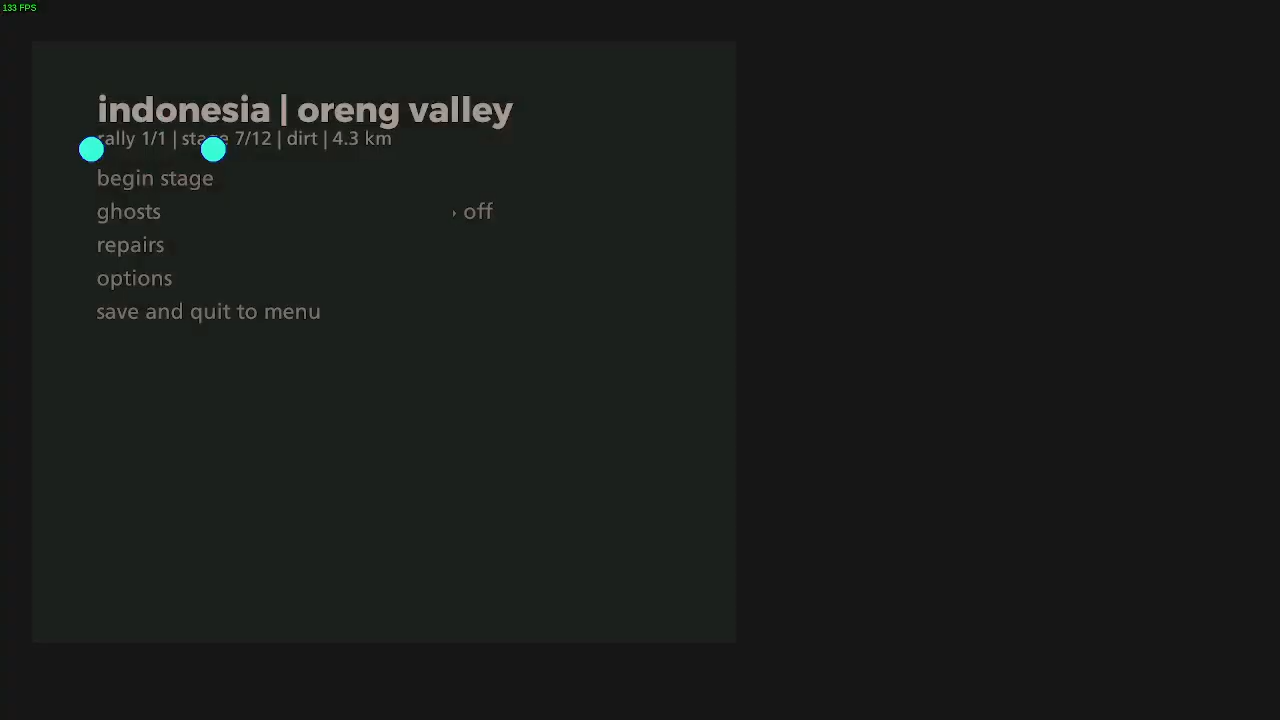 133 FPS
indonesia | oreng valley
rally 1/1 | stage 7/12 | dirt | 4.3 km
begin stage
ghosts › off
repairs
options
save and quit to menu